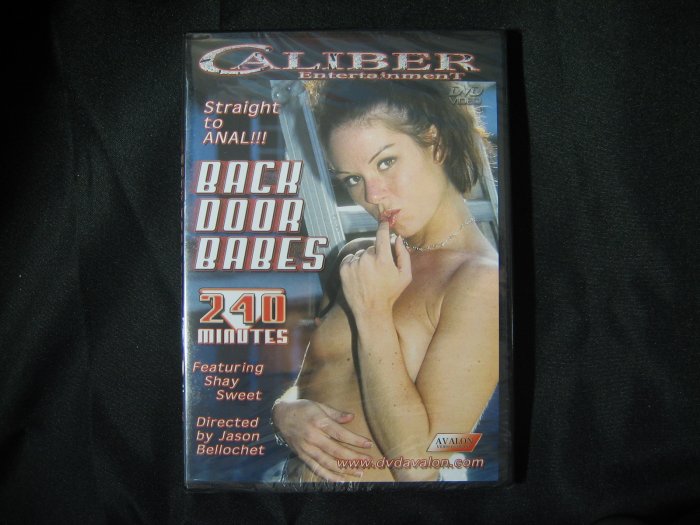 CALIBER
Entertainment
DVD
VIDEO
Straight
to
ANAL!!!
BACK
DOOR
BABES
240
MINUTES
Featuring
Shay
Sweet
Directed
by Jason
Bellochet
AVALON
www.dvdavalon.com